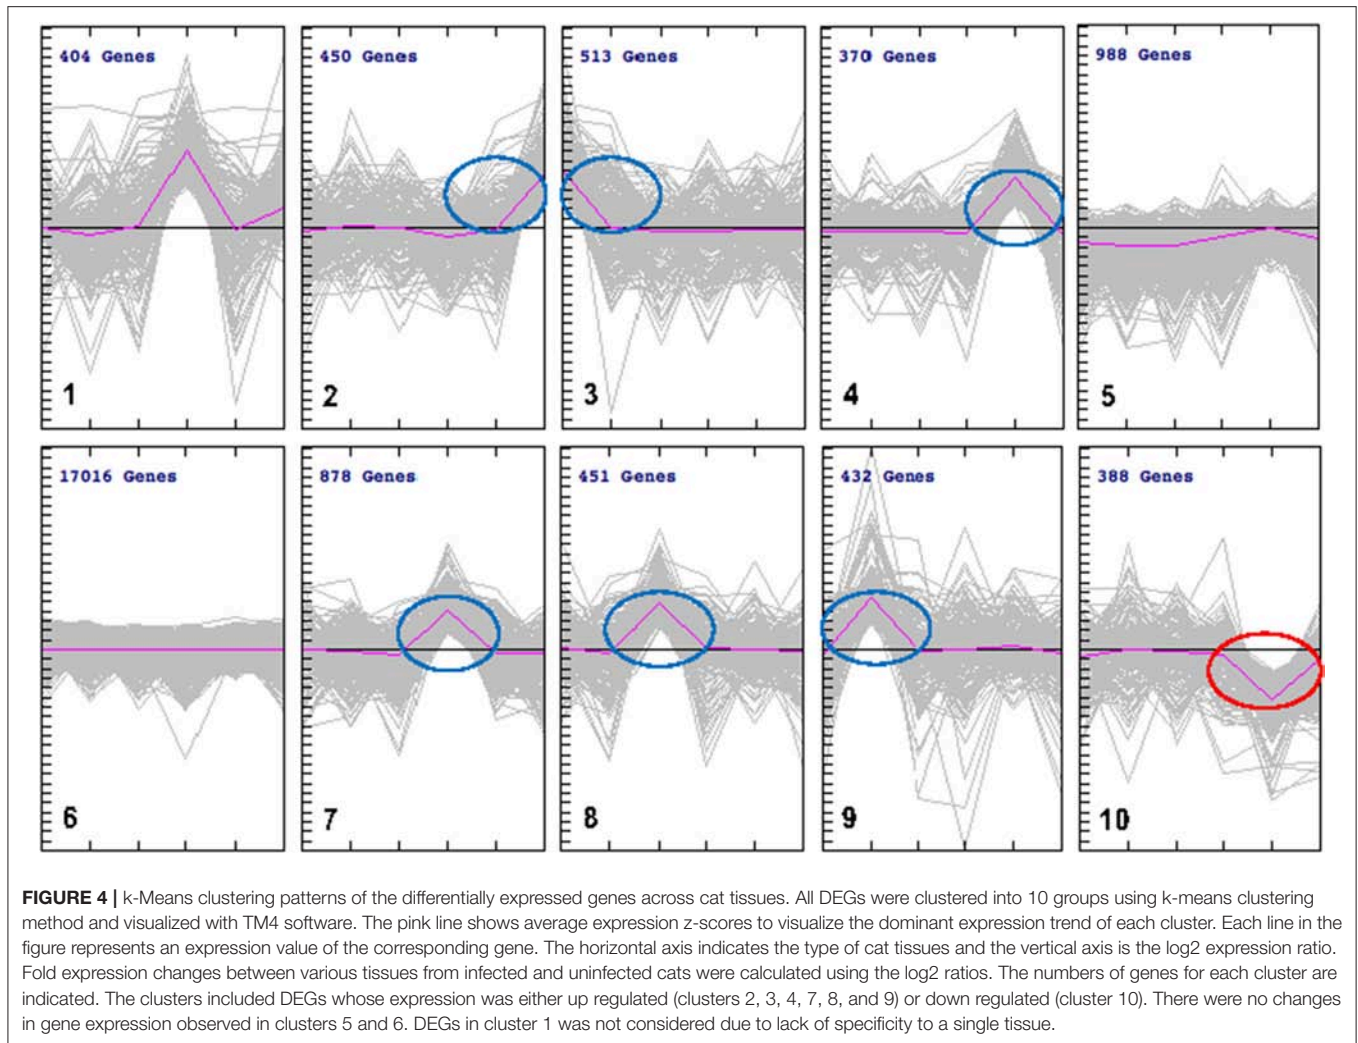 404 Genes
450 Genes
513 Genes
370 Genes
988 Genes
1
2
3
4
5
17016 Genes
878 Genes
451 Genes
432 Genes
388 Genes
6
7
8
9
10
FIGURE 4 | k-Means clustering patterns of the differentially expressed genes across cat tissues. All DEGs were clustered into 10 groups using k-means clustering
method and visualized with TM4 software. The pink line shows average expression z-scores to visualize the dominant expression trend of each cluster. Each line in the
figure represents an expression value of the corresponding gene. The horizontal axis indicates the type of cat tissues and the vertical axis is the log2 expression ratio.
Fold expression changes between various tissues from infected and uninfected cats were calculated using the log2 ratios. The numbers of genes for each cluster are
indicated. The clusters included DEGs whose expression was either up regulated (clusters 2, 3, 4, 7, 8, and 9) or down regulated (cluster 10). There were no changes
in gene expression observed in clusters 5 and 6. DEGs in cluster 1 was not considered due to lack of specificity to a single tissue.